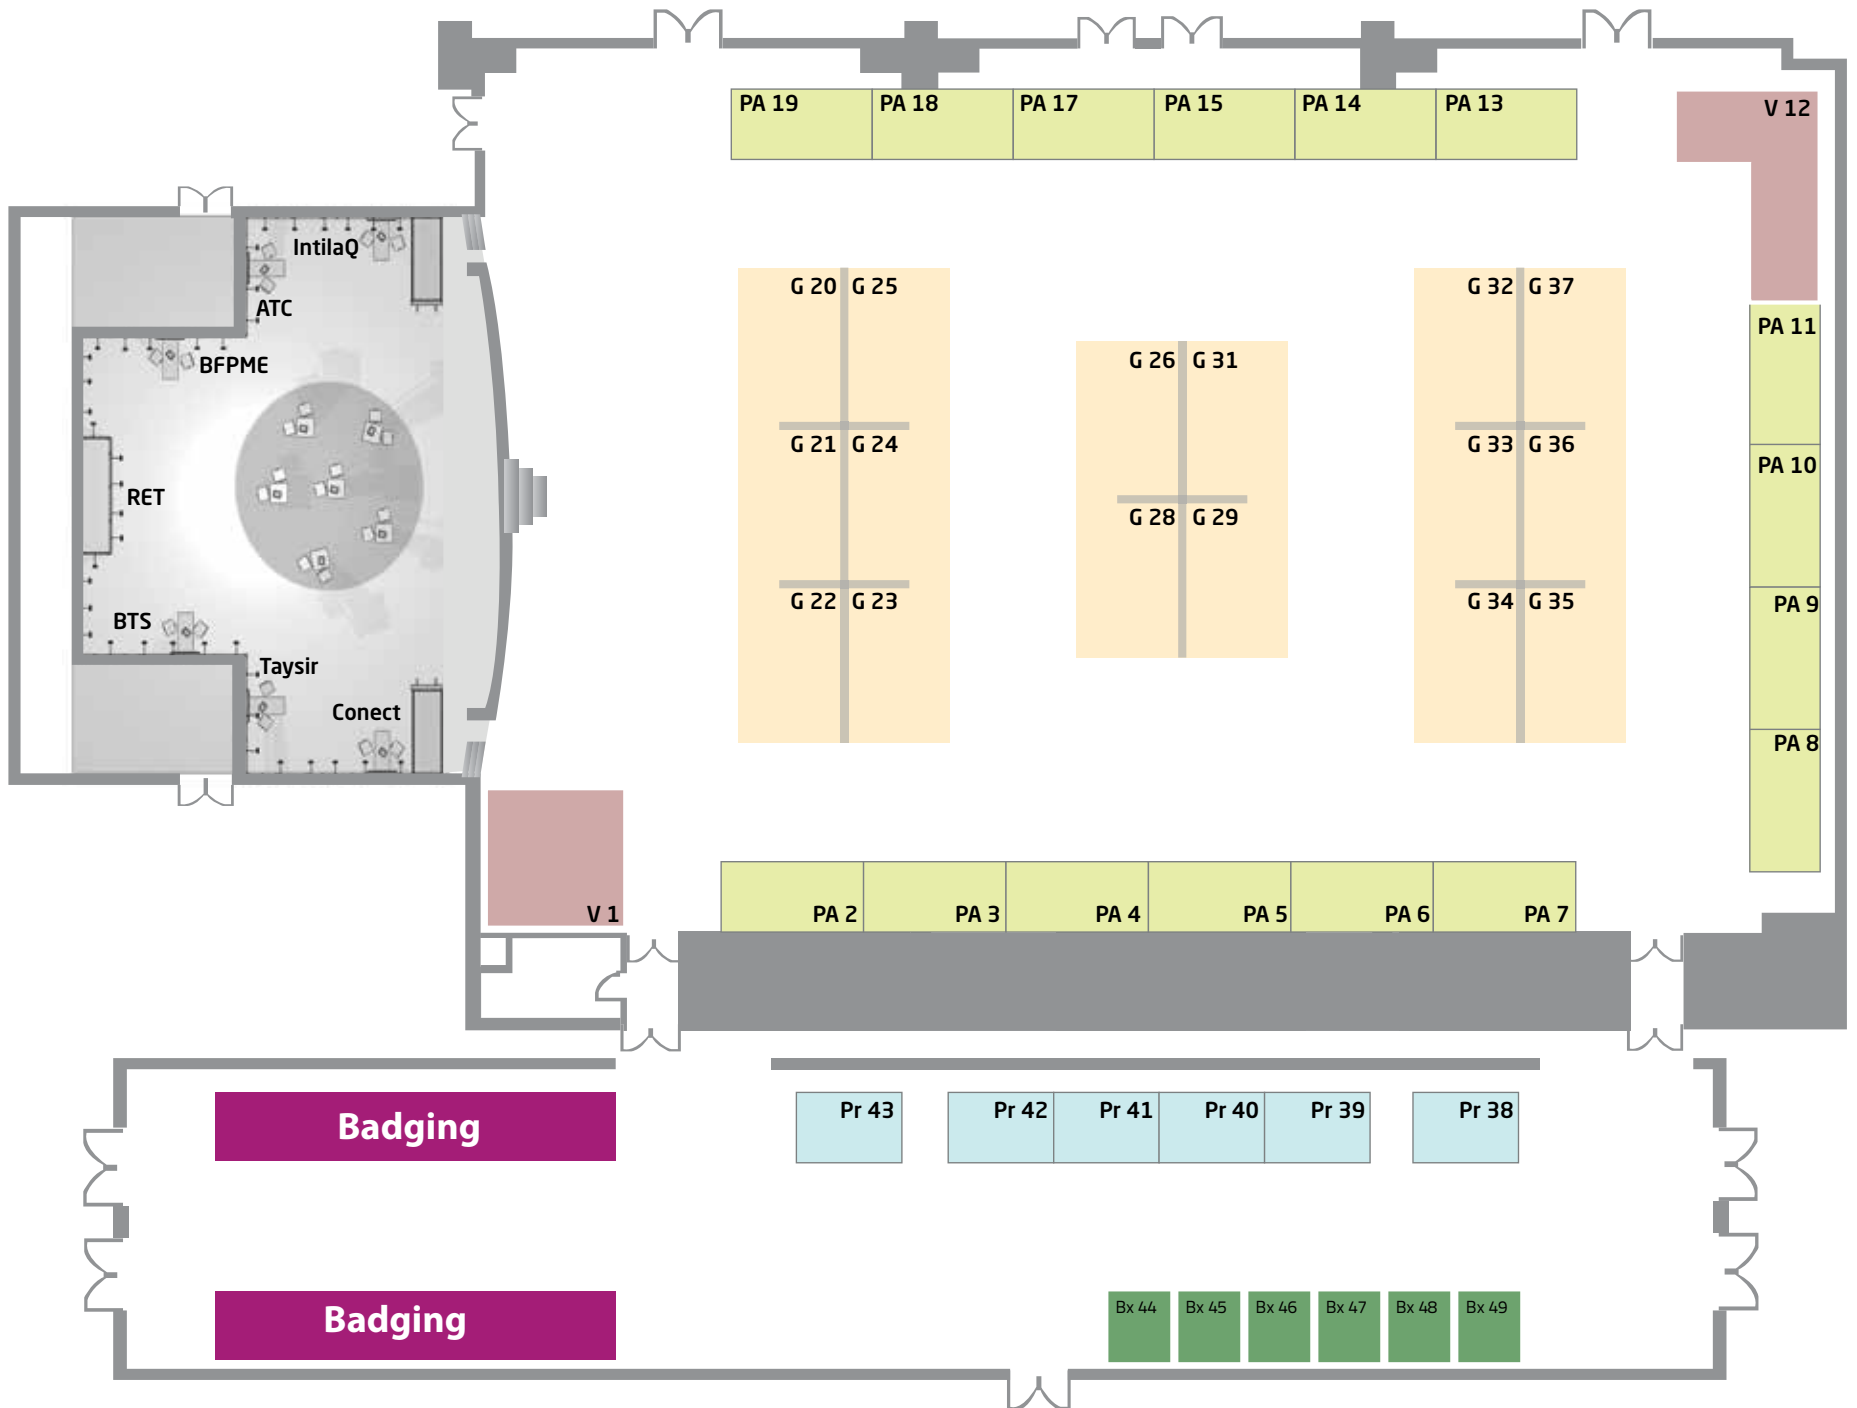 PA 19 PA 18 PA 17 PA 15 PA 14 PA 13
V 12
IntilaQ
ATC
BFPME
RET
BTS
Taysir
Conect
G 20 G 25
G 21 G 24
G 22 G 23
G 26 G 31
G 28 G 29
G 32 G 37
G 33 G 36
G 34 G 35
PA 11
PA 10
PA 9
PA 8
V 1
PA 2 PA 3 PA 4 PA 5 PA 6 PA 7
Badging
Pr 43 Pr 42 Pr 41 Pr 40 Pr 39 Pr 38
Badging
Bx 44 Bx 45 Bx 46 Bx 47 Bx 48 Bx 49